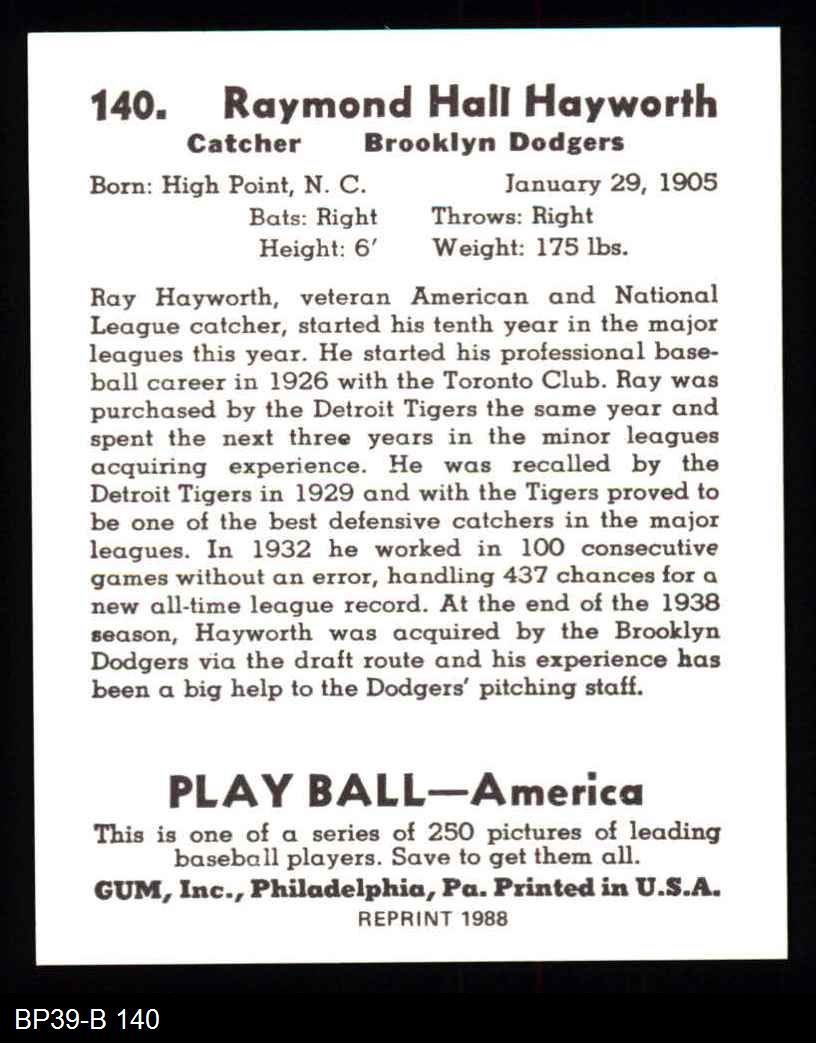 140. Raymond Hall Hayworth
Catcher Brooklyn Dodgers
Born: High Point, N. C. January 29, 1905
Bats: Right Throws: Right
Height: 6′ Weight: 175 lbs.
Ray Hayworth, veteran American and National
League catcher, started his tenth year in the major
leagues this year. He started his professional base-
ball career in 1926 with the Toronto Club. Ray was
purchased by the Detroit Tigers the same year and
spent the next three years in the minor leagues
acquiring experience. He was recalled by the
Detroit Tigers in 1929 and with the Tigers proved to
be one of the best defensive catchers in the major
leagues. In 1932 he worked in 100 consecutive
games without an error, handling 437 chances for a
new all-time league record. At the end of the 1938
season, Hayworth was acquired by the Brooklyn
Dodgers via the draft route and his experience has
been a big help to the Dodgers′ pitching staff.
PLAY BALL—America
This is one of a series of 250 pictures of leading
baseball players. Save to get them all.
GUM, Inc., Philadelphia, Pa. Printed in U.S.A.
REPRINT 1988
BP39-B 140